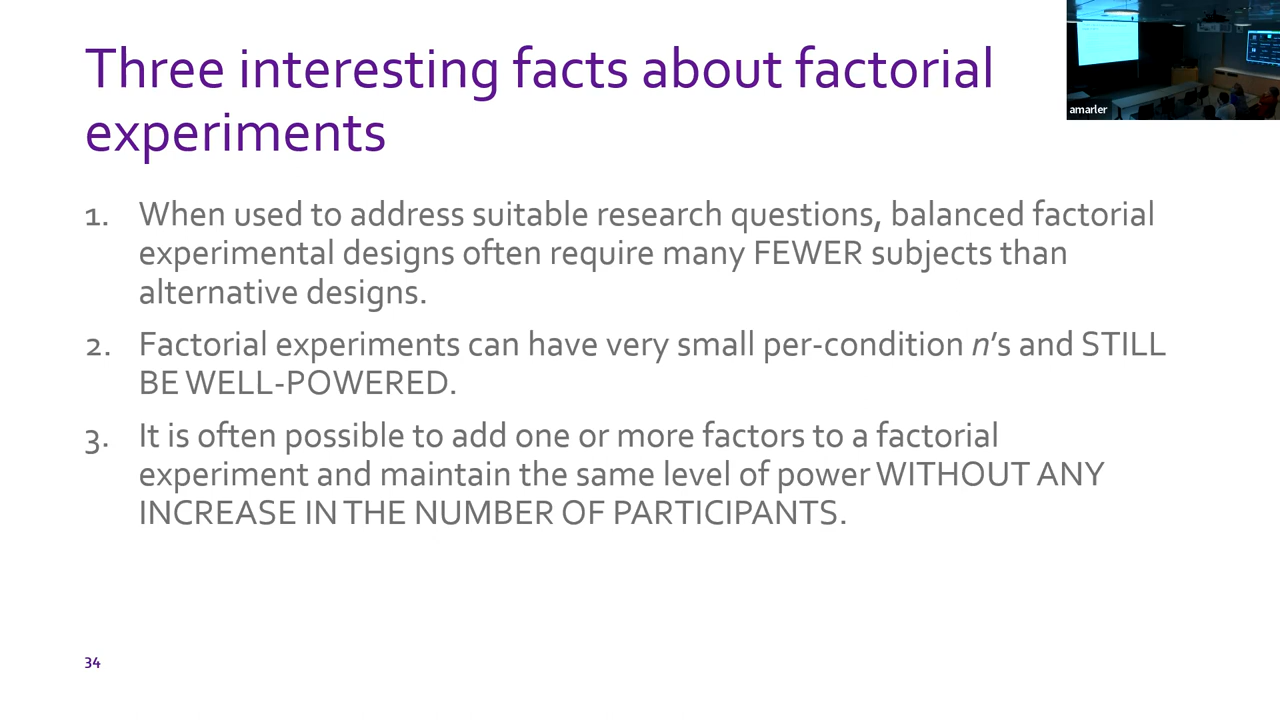 Three interesting facts about factorial
experiments
amarler
1. When used to address suitable research questions, balanced factorial
experimental designs often require many FEWER subjects than
alternative designs.
2. Factorial experiments can have very small per-condition n's and STILL
BE WELL-POWERED.
3. It is often possible to add one or more factors to a factorial
experiment and maintain the same level of power WITHOUT ANY
INCREASE IN THE NUMBER OF PARTICIPANTS.
34